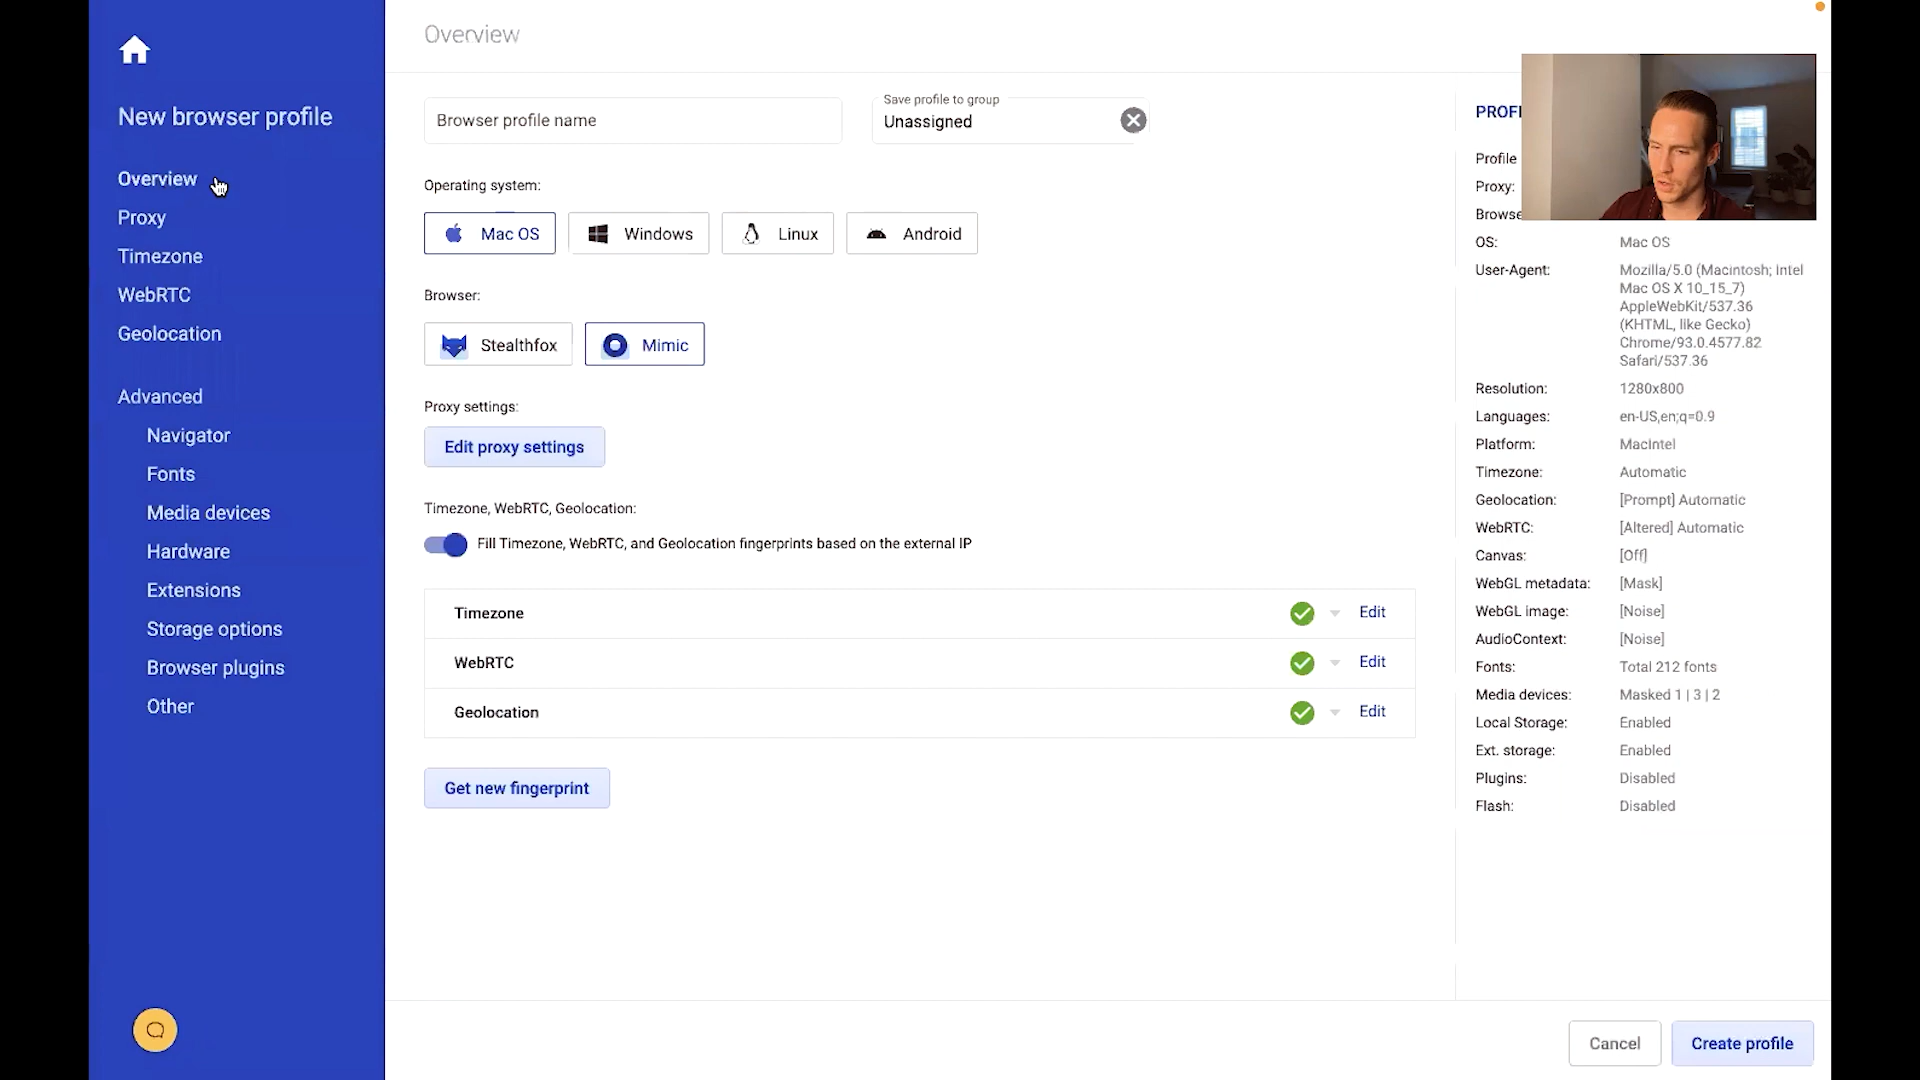 New browser profile
Overview
Proxy
Timezone
WebRTC
Geolocation
Advanced
Navigator
Fonts
Media devices
Hardware
Extensions
Storage options
Browser plugins
Other
Overview
Browser profile name
Save profile to group
Unassigned
Operating system:
Mac OS
Windows
Linux
Android
Browser:
Stealthfox
Mimic
Proxy settings:
Edit proxy settings
Timezone, WebRTC, Geolocation:
Fill Timezone, WebRTC, and Geolocation fingerprints based on the external IP
Timezone Edit
WebRTC Edit
Geolocation Edit
Get new fingerprint
PROFI
Profile
Proxy:
Browse
OS: Mac OS
User-Agent: Mozilla/5.0 (Macintosh; Intel
Mac OS X 10_15_7)
AppleWebKit/537.36
(KHTML, like Gecko)
Chrome/93.0.4577.82
Safari/537.36
Resolution: 1280x800
Languages: en-US,en;q=0.9
Platform: MacIntel
Timezone: Automatic
Geolocation: [Prompt] Automatic
WebRTC: [Altered] Automatic
Canvas: [Off]
WebGL metadata: [Mask]
WebGL image: [Noise]
AudioContext: [Noise]
Fonts: Total 212 fonts
Media devices: Masked 1 | 3 | 2
Local Storage: Enabled
Ext. storage: Enabled
Plugins: Disabled
Flash: Disabled
Cancel
Create profile